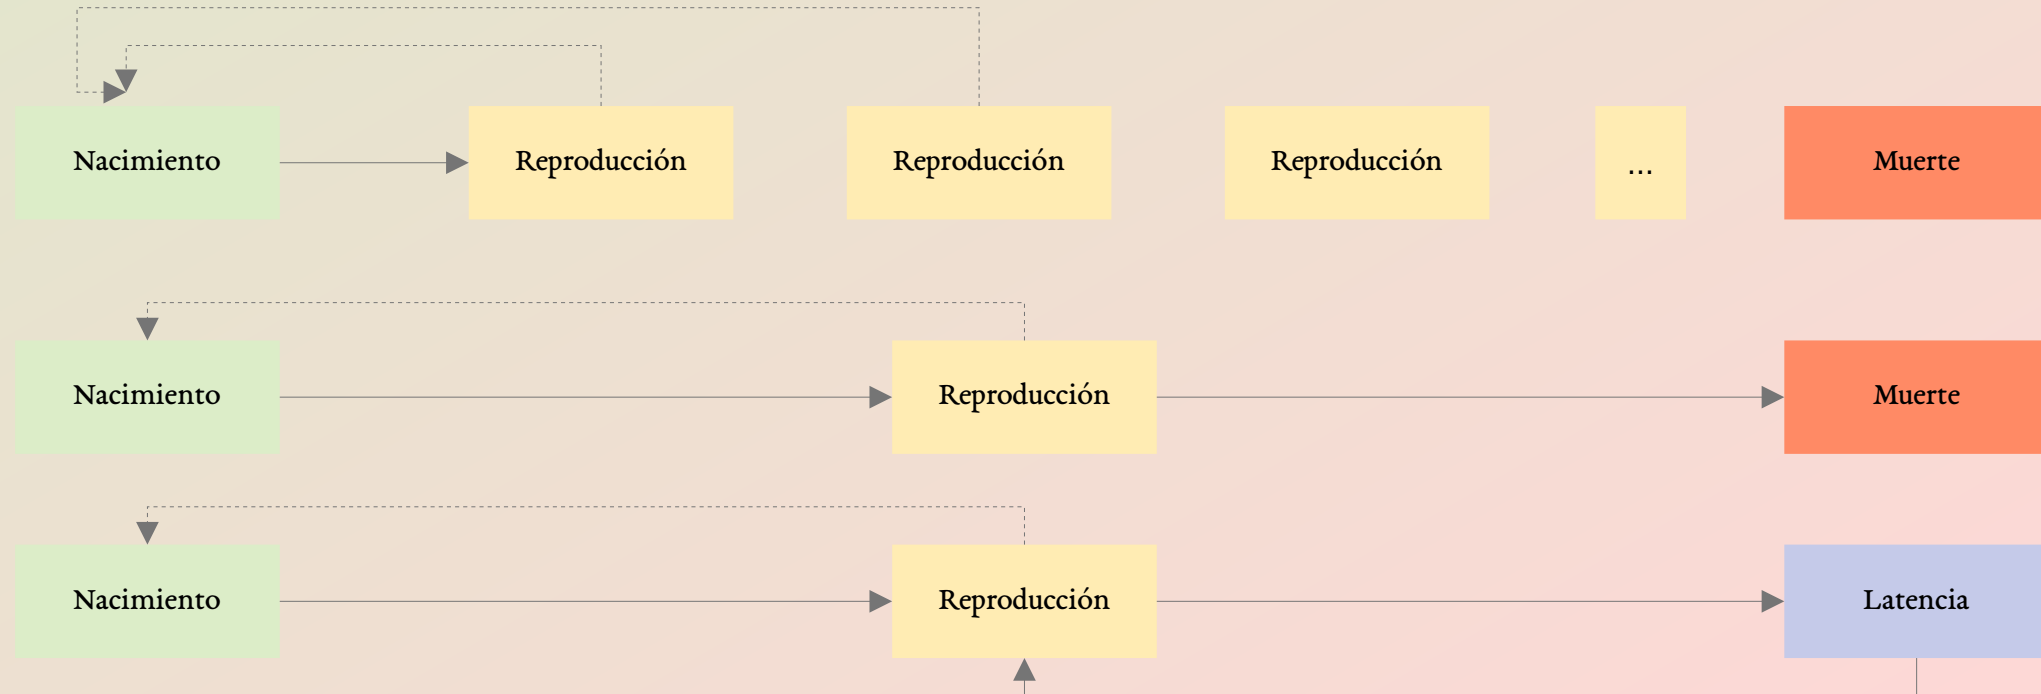 Nacimiento
Reproducción
Reproducción
Reproducción
...
Muerte
Nacimiento
Reproducción
Muerte
Nacimiento
Reproducción
Latencia